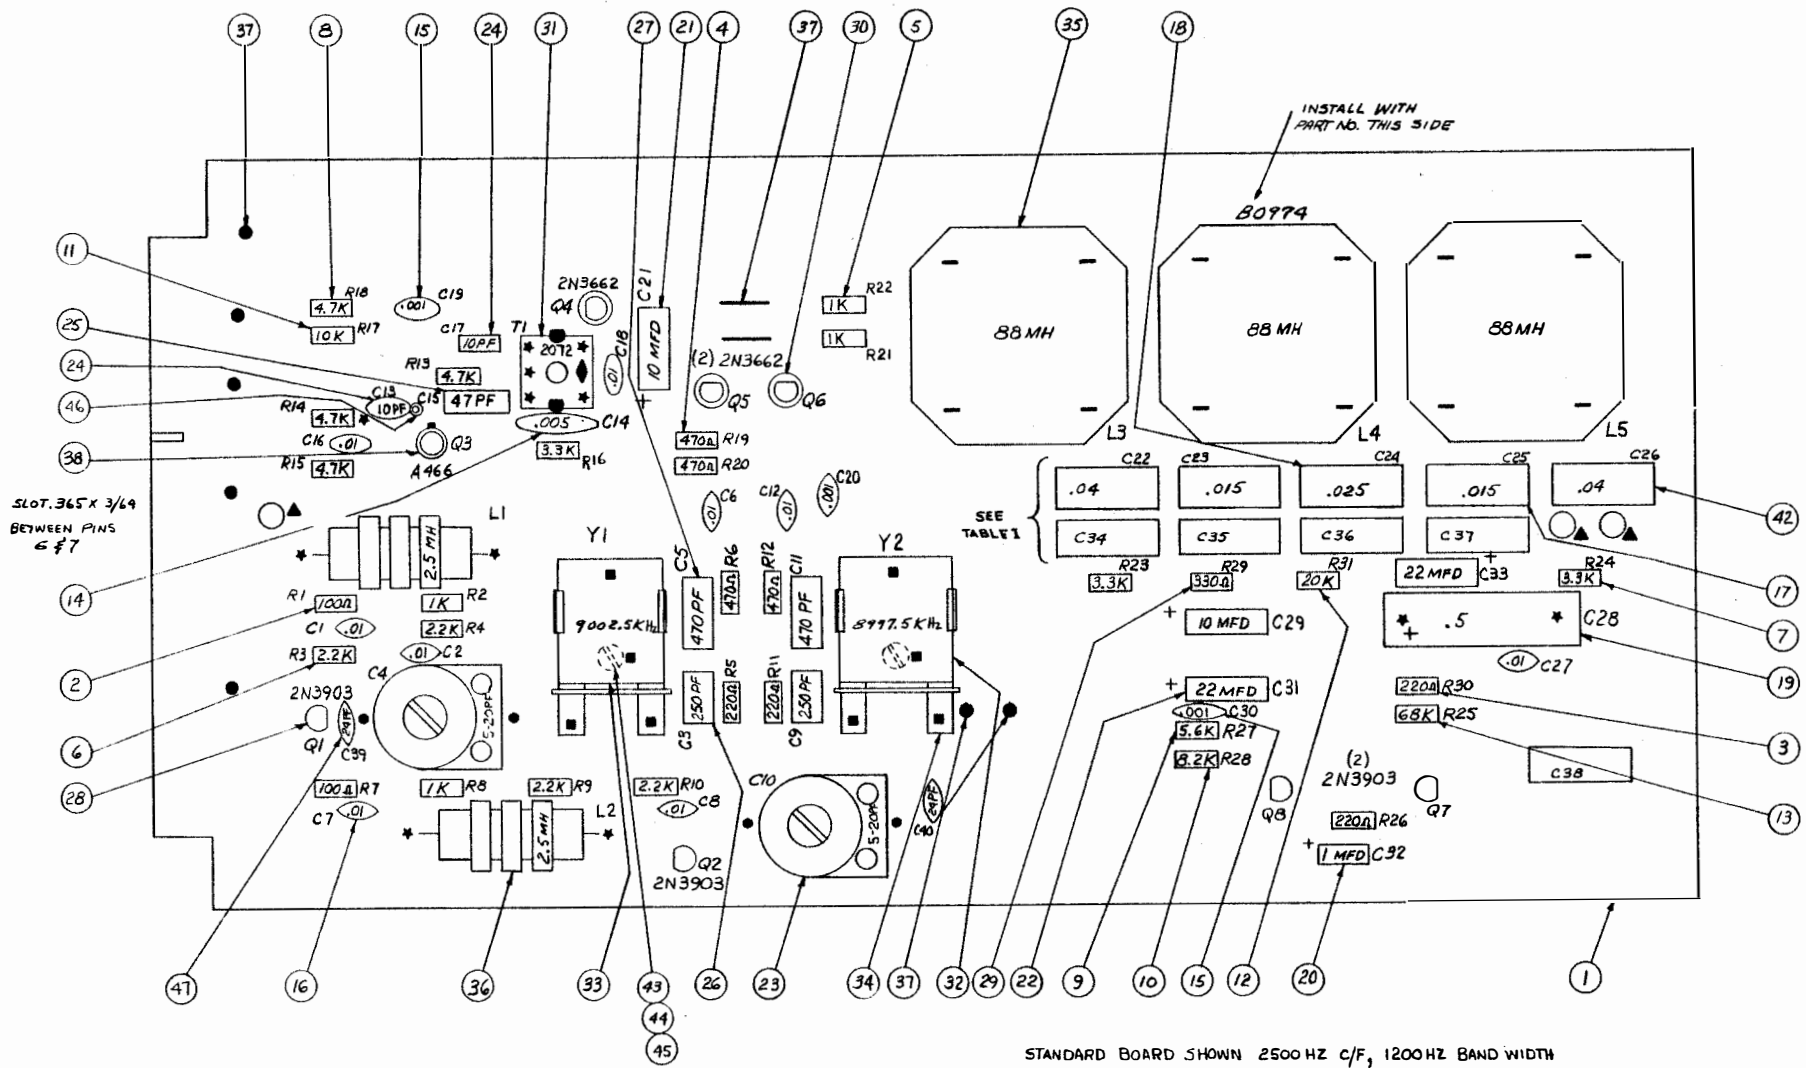 37 8 15 24 31 27 21 4 37 30 5 35 18
INSTALL WITH
PART NO. THIS SIDE
B0974
11
25
24
46
38
SLOT .365 X 3/64
BETWEEN PINS
6 & 7
14
2
6
28
R18
4.7K
C19
.001
10K R17
C17
10PF
T1
2072
2N3662
Q4
C18
.01
C21
10 MFD
+
(2) 2N3662
Q5
Q6
1K R22
1K R21
88MH
L3
88MH
L4
88MH
L5
R13
4.7K
47PF
C13
10PF
C15
R14
4.7K
C16 .01
R15 4.7K
Q3
A466
.005 C14
3.3K
R16
470Ω R19
470Ω R20
.01 C6
C12 .01
.001 C20
SEE
TABLE I
C22
.04
C23
.015
C24
.025
C25
.015
C26
.04
C34
C35
C36
C37
42
17
7
19
3
13
R23
3.3K
R29
330Ω
R31
20K
22MFD C33
+
R24
3.3K
L1
2.5 MH
R1 100Ω
1K R2
C1 .01
2.2K R4
R3 2.2K
.01 C2
C4
5-20PF
2N3903
Q1
24PF
C39
100Ω R7
C7 .01
1K R8
2.2K R9
2.2K R10
.01 C8
L2
2.5 MH
Q2
2N3903
Y1
9002.5KHz
C5
470PF
R6
470Ω
R12
470Ω
C11
470PF
C3
250PF
R5
220Ω
R11
220Ω
C9
250PF
Y2
8997.5KHz
C10
5-20PF
24PF
C40
+ 10 MFD C29
+ 22MFD C31
.001 C30
5.6K R27
8.2K R28
+ .5 C28
.01 C27
220Ω R30
68K R25
C38
(2)
2N3903
Q8
Q7
220Ω R26
+ 1 MFD C32
47 16 36 33 43 26 23 34 37 32 29 22 9 10 15 12 20 1
44
45
STANDARD BOARD SHOWN 2500HZ C/F, 1200HZ BAND WIDTH